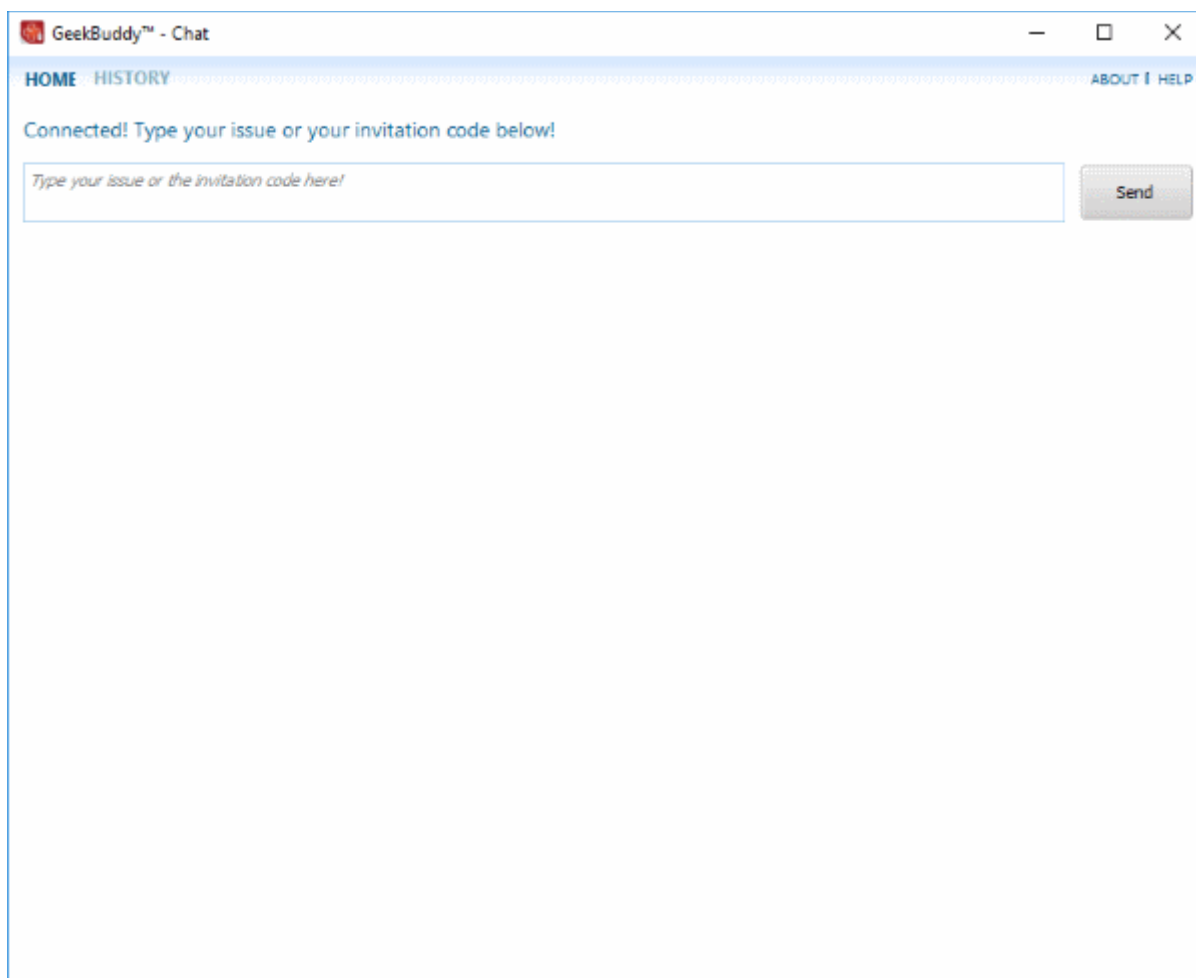 GeekBuddy™ - Chat
HOME HISTORY ABOUT | HELP
Connected! Type your issue or your invitation code below!
Type your issue or the invitation code here!
Send